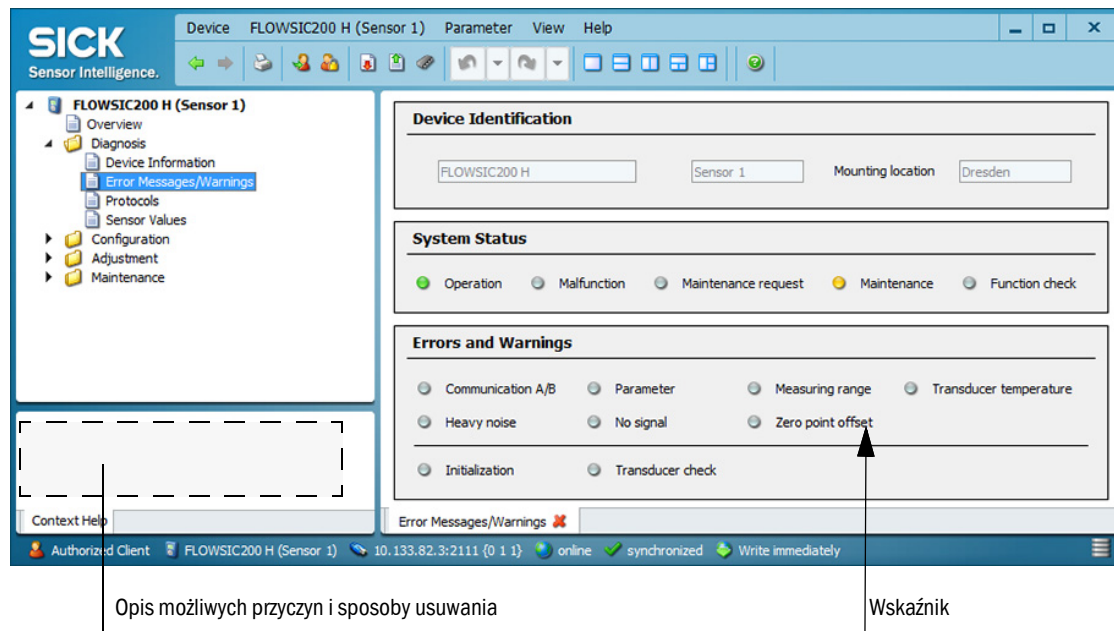 SICK
Sensor Intelligence.
Device FLOWSIC200 H (Sensor 1) Parameter View Help
FLOWSIC200 H (Sensor 1)
Overview
Diagnosis
Device Information
Error Messages/Warnings
Protocols
Sensor Values
Configuration
Adjustment
Maintenance
Context Help
Device Identification
FLOWSIC200 H Sensor 1 Mounting location Dresden
System Status
Operation Malfunction Maintenance request Maintenance Function check
Errors and Warnings
Communication A/B Parameter Measuring range Transducer temperature
Heavy noise No signal Zero point offset
Initialization Transducer check
Error Messages/Warnings
Authorized Client FLOWSIC200 H (Sensor 1) 10.133.82.3:2111 {0 1 1} online synchronized Write immediately
Opis możliwych przyczyn i sposoby usuwania
Wskaźnik